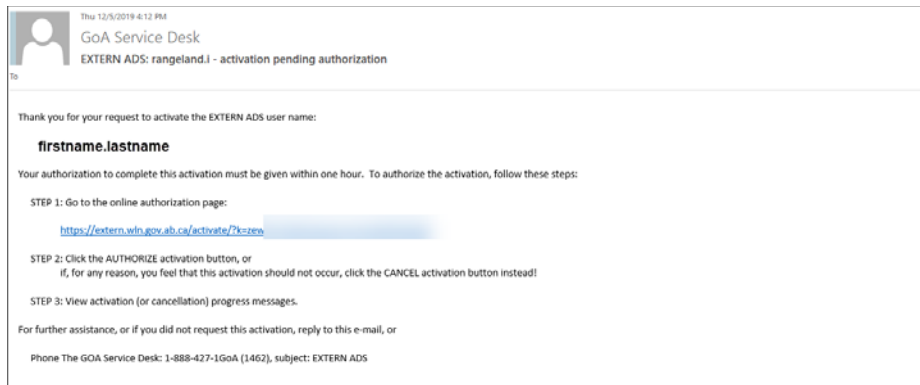 Thu 12/5/2019 4:12 PM
GoA Service Desk
EXTERN ADS: rangeland.i - activation pending authorization
To
Thank you for your request to activate the EXTERN ADS user name:
firstname.lastname
Your authorization to complete this activation must be given within one hour. To authorize the activation, follow these steps:
STEP 1: Go to the online authorization page:
https://extern.wln.gov.ab.ca/activate/?k=zew
STEP 2: Click the AUTHORIZE activation button, or
if, for any reason, you feel that this activation should not occur, click the CANCEL activation button instead!
STEP 3: View activation (or cancellation) progress messages.
For further assistance, or if you did not request this activation, reply to this e-mail, or
Phone The GOA Service Desk: 1-888-427-1GoA (1462), subject: EXTERN ADS